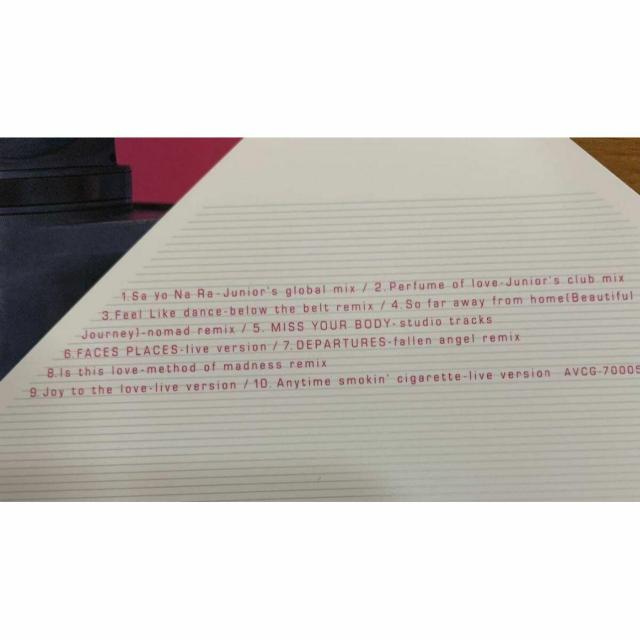 1.Sa yo Na Ra-Junior's global mix / 2.Perfume of love-Junior's club mix
3.Feel Like dance-below the belt remix / 4.So far away from home(Beautiful
Journey)-nomad remix / 5. MISS YOUR BODY-studio tracks
6.FACES PLACES-live version / 7.DEPARTURES-fallen angel remix
8.Is this love-method of madness remix
9.Joy to the love-live version / 10. Anytime smokin' cigarette-live version AVCG-70005